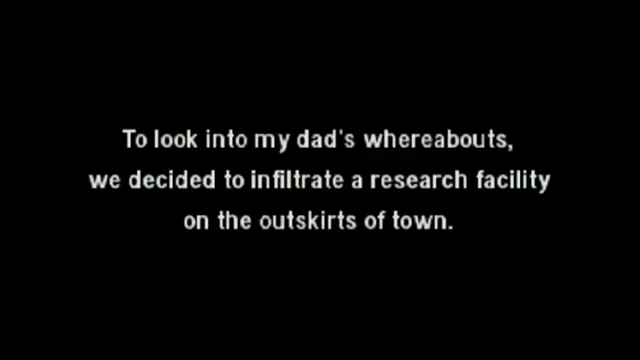 To look into my dad's whereabouts,
we decided to infiltrate a research facility
on the outskirts of town.